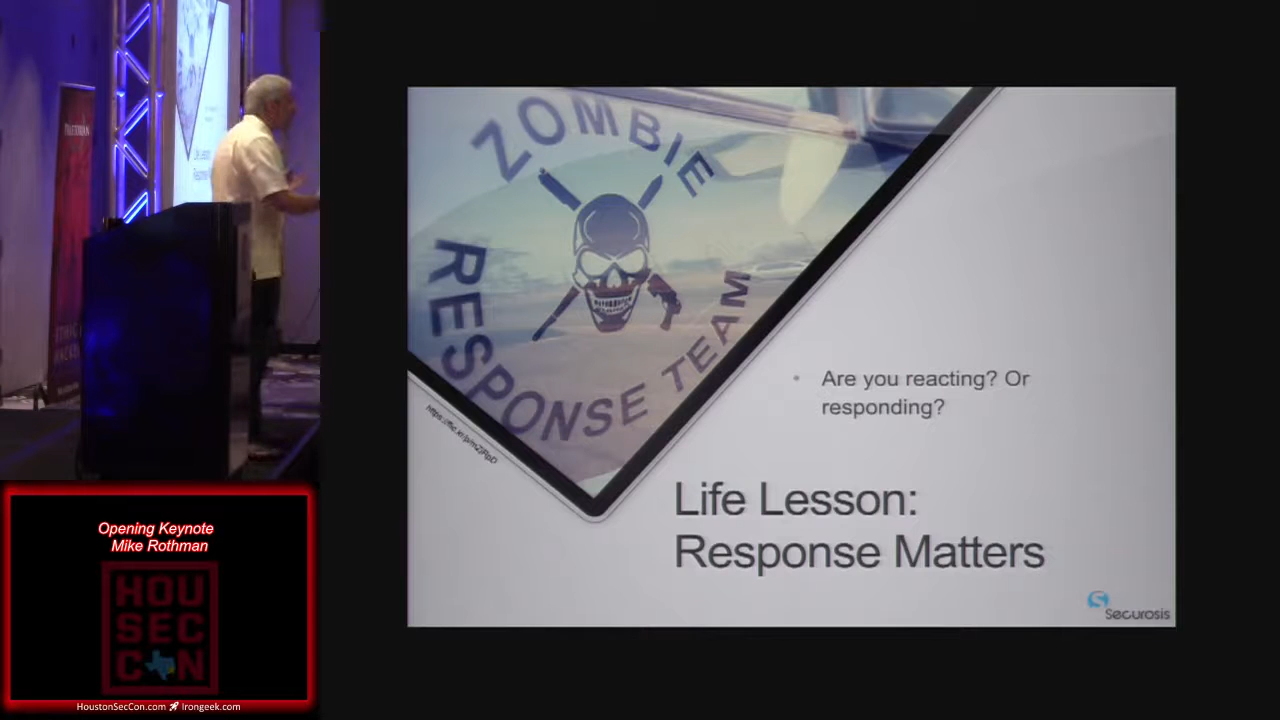 ZOMBIE
RESPONSE TEAM
• Are you reacting? Or
responding?
Life Lesson:
Response Matters
Securosis
Opening Keynote
Mike Rothman
HOU
SEC
CON
HoustonSecCon.com Irongeek.com